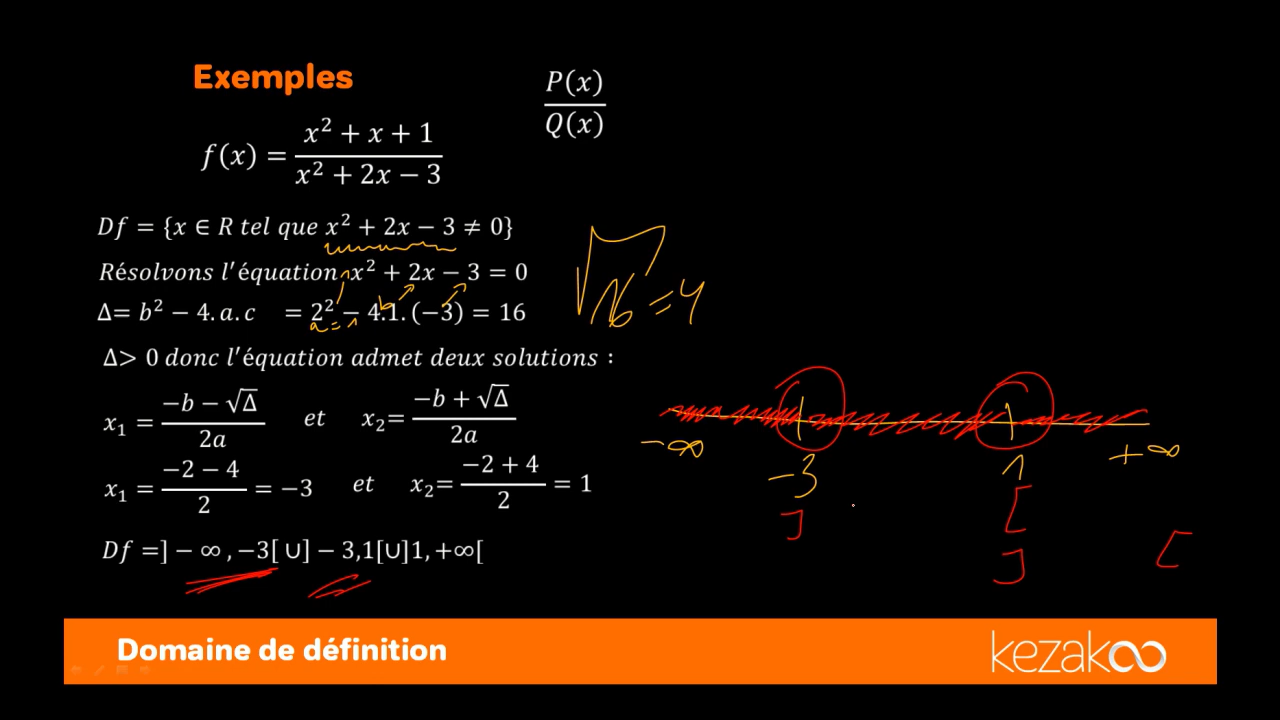 Exemples
P(x)
Q(x)
f(x) = x² + x + 1 / x² + 2x − 3
Df = {x ∈ R tel que x² + 2x − 3 ≠ 0}
Résolvons l'équation 1x² + 2x − 3 = 0
Δ= b² − 4.a.c = 2² − 4.1.(−3) = 16
a=1 b
√16 = 4
Δ> 0 donc l'équation admet deux solutions :
x₁ = −b − √Δ / 2a et x₂= −b + √Δ / 2a
x₁ = −2 − 4 / 2 = −3 et x₂= −2 + 4 / 2 = 1
Df =] − ∞ , −3[ ∪] − 3,1[∪]1, +∞[
−∞ −3 1 +∞
] [
] [
Domaine de définition
kezakoo